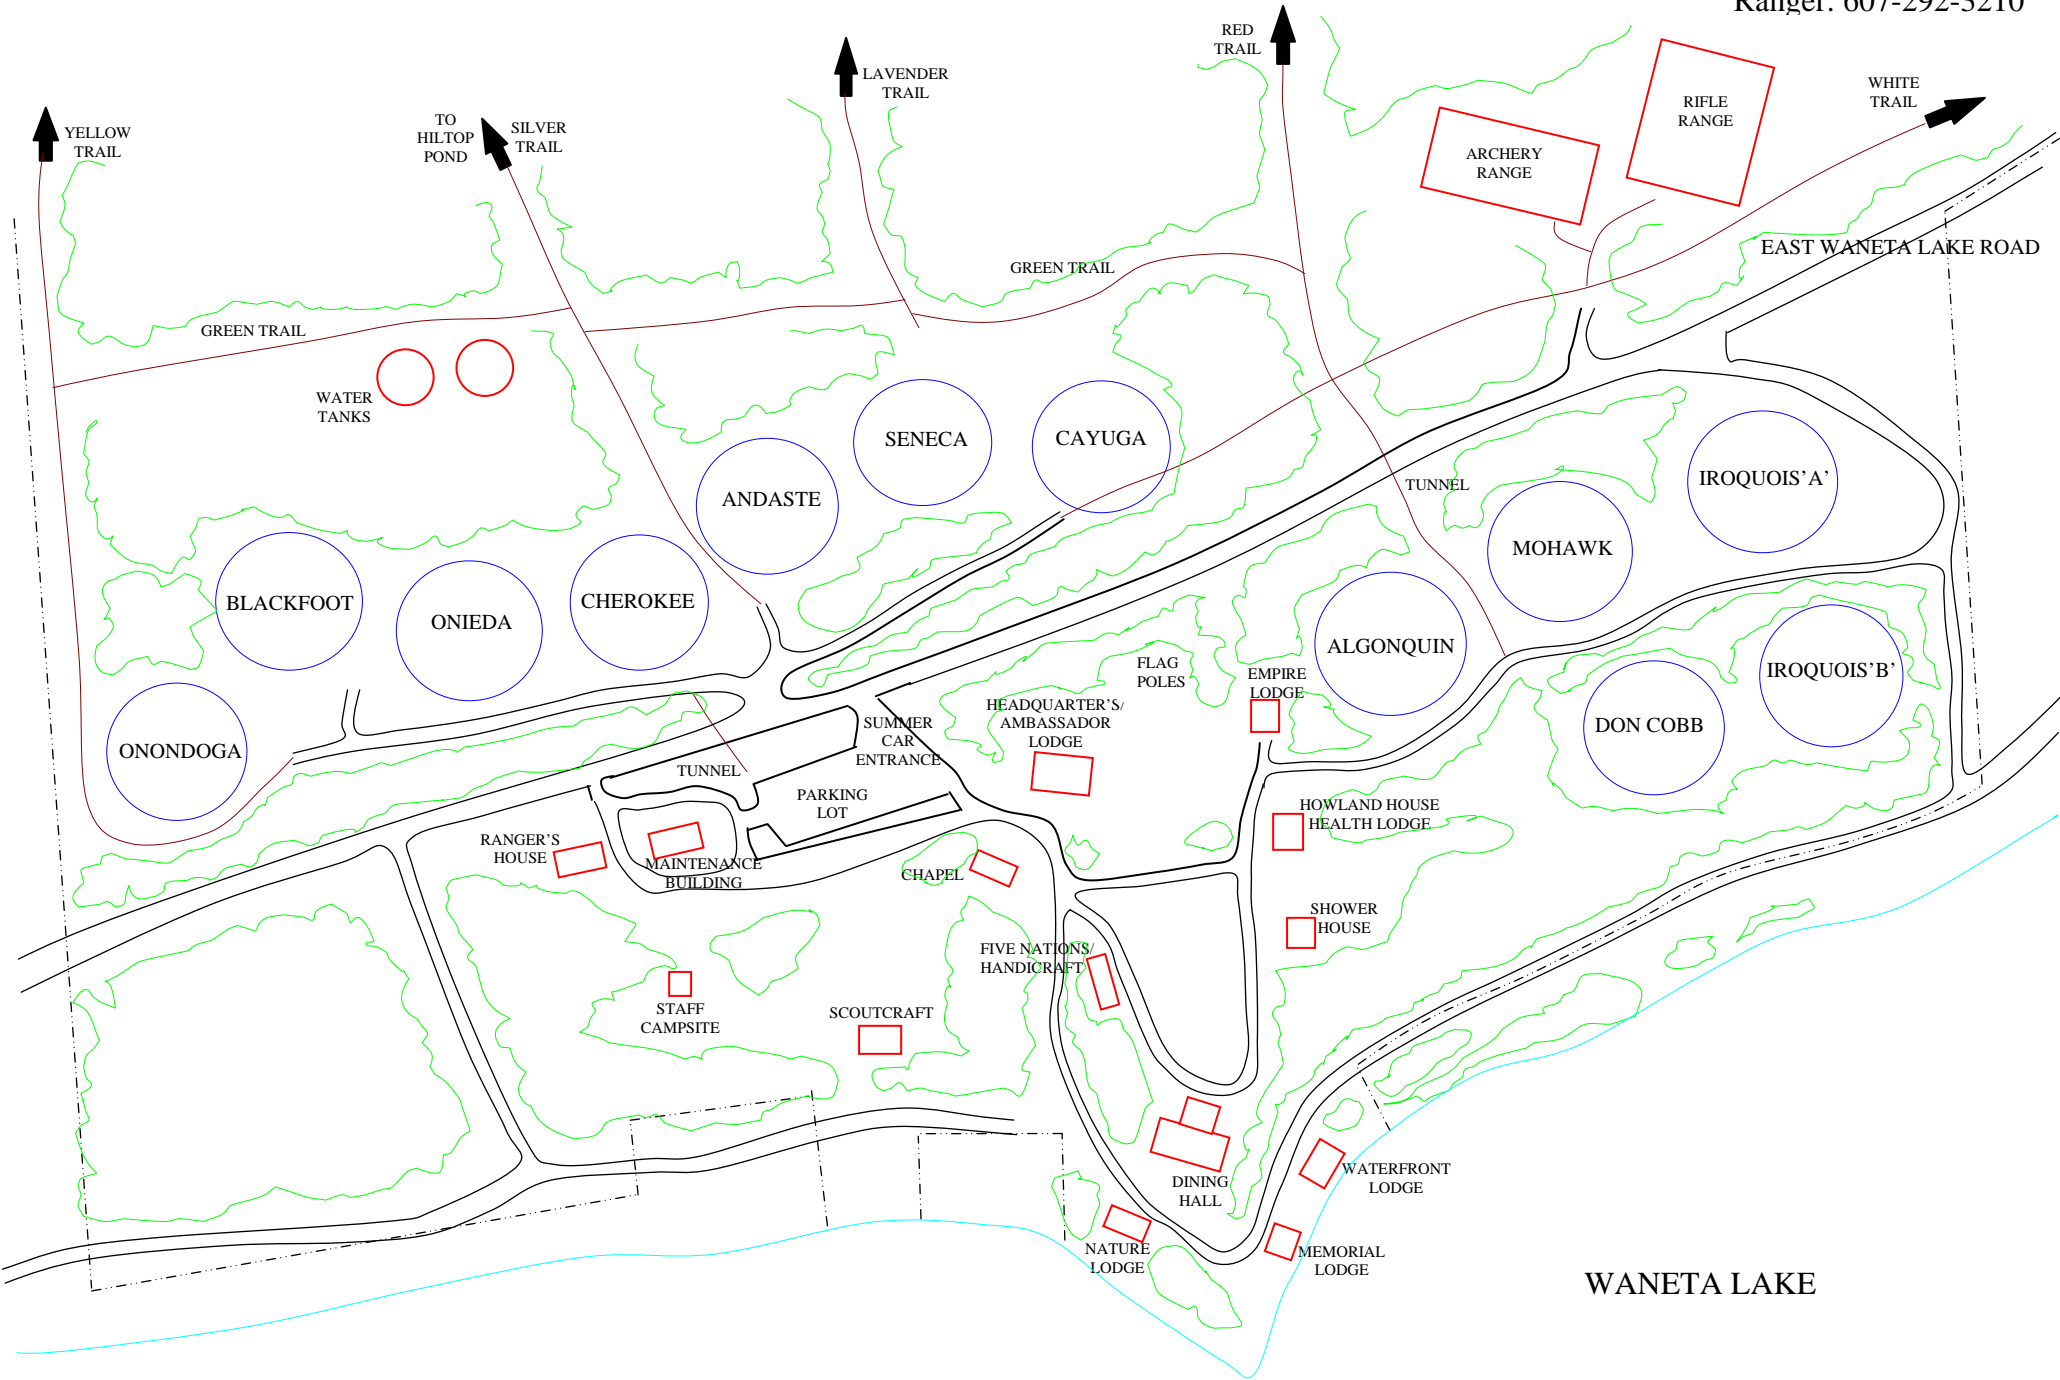 Ranger: 607-292-3210
RED
TRAIL
LAVENDER
TRAIL
WHITE
TRAIL
RIFLE
RANGE
YELLOW
TRAIL
TO
HILTOP
POND
SILVER
TRAIL
ARCHERY
RANGE
EAST WANETA LAKE ROAD
GREEN TRAIL
GREEN TRAIL
WATER
TANKS
SENECA
CAYUGA
ANDASTE
TUNNEL
IROQUOIS'A'
MOHAWK
BLACKFOOT
ONIEDA
CHEROKEE
ALGONQUIN
FLAG
POLES
EMPIRE
LODGE
IROQUOIS'B'
DON COBB
ONONDOGA
HEADQUARTER'S/
AMBASSADOR
LODGE
SUMMER
CAR
ENTRANCE
TUNNEL
PARKING
LOT
HOWLAND HOUSE
HEALTH LODGE
RANGER'S
HOUSE
MAINTENANCE
BUILDING
CHAPEL
SHOWER
HOUSE
FIVE NATIONS/
HANDICRAFT
STAFF
CAMPSITE
SCOUTCRAFT
DINING
HALL
WATERFRONT
LODGE
NATURE
LODGE
MEMORIAL
LODGE
WANETA LAKE